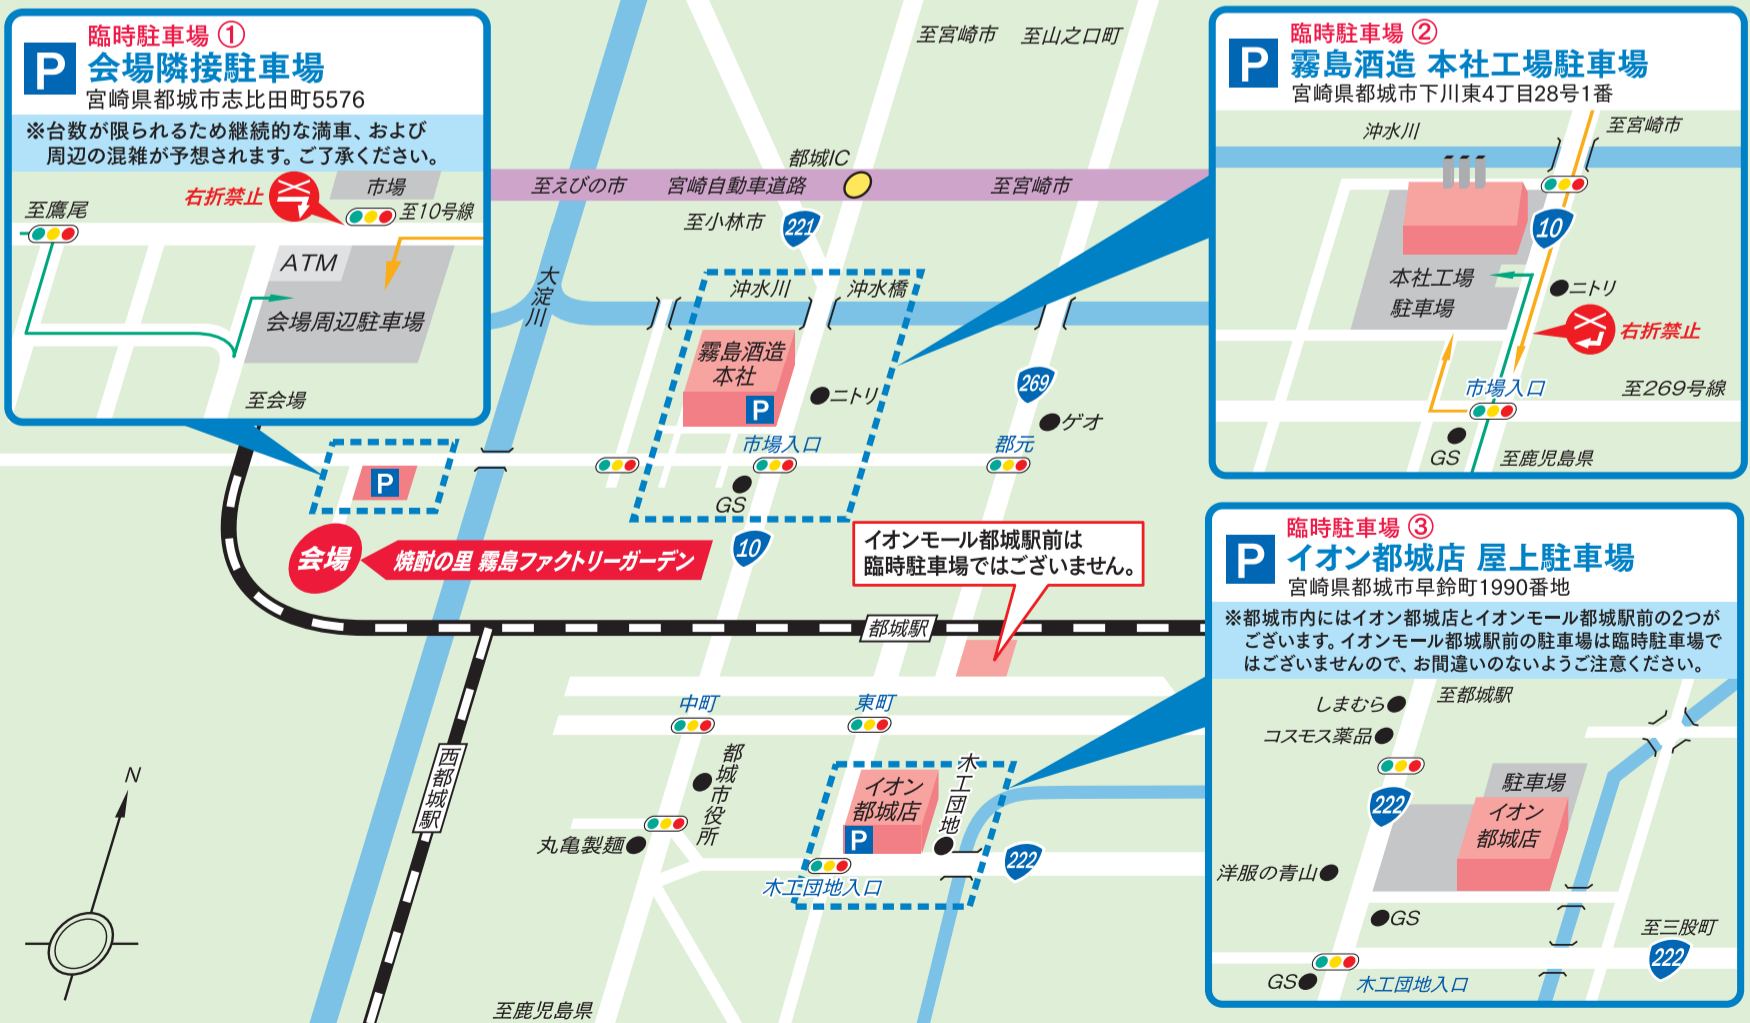 臨時駐車場 ①
P 会場隣接駐車場
宮崎県都城市志比田町5576
※台数が限られるため継続的な満車、および
周辺の混雑が予想されます。ご了承ください。
右折禁止
市場
至鷹尾
至10号線
ATM
会場周辺駐車場
至会場
至宮崎市
至山之口町
都城IC
至えびの市
宮崎自動車道路
至宮崎市
至小林市
221
大淀川
沖水川
沖水橋
霧島酒造
本社
P
ニトリ
269
ゲオ
市場入口
郡元
GS
P
10
会場
焼酎の里 霧島ファクトリーガーデン
イオンモール都城駅前は
臨時駐車場ではございません。
都城駅
中町
東町
西都城駅
都城市役所
丸亀製麺
イオン
都城店
P
木工団地
木工団地入口
222
至鹿児島県
N
臨時駐車場 ②
P 霧島酒造 本社工場駐車場
宮崎県都城市下川東4丁目28号1番
沖水川
至宮崎市
10
本社工場
駐車場
ニトリ
右折禁止
市場入口
至269号線
GS
至鹿児島県
臨時駐車場 ③
P イオン都城店 屋上駐車場
宮崎県都城市早鈴町1990番地
※都城市内にはイオン都城店とイオンモール都城駅前の2つが
ございます。イオンモール都城駅前の駐車場は臨時駐車場で
はございませんので、お間違いのないようご注意ください。
しまむら
至都城駅
コスモス薬品
222
駐車場
イオン
都城店
洋服の青山
GS
至三股町
222
GS
木工団地入口